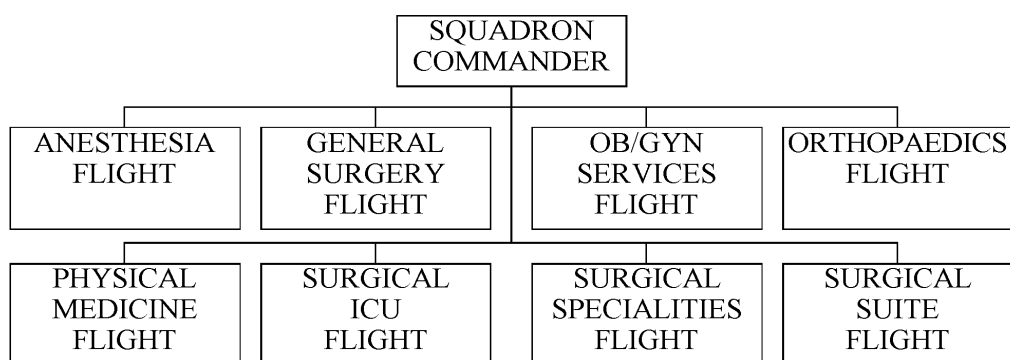 SQUADRON
COMMANDER
ANESTHESIA
FLIGHT
GENERAL
SURGERY
FLIGHT
OB/GYN
SERVICES
FLIGHT
ORTHOPAEDICS
FLIGHT
PHYSICAL
MEDICINE
FLIGHT
SURGICAL
ICU
FLIGHT
SURGICAL
SPECIALITIES
FLIGHT
SURGICAL
SUITE
FLIGHT